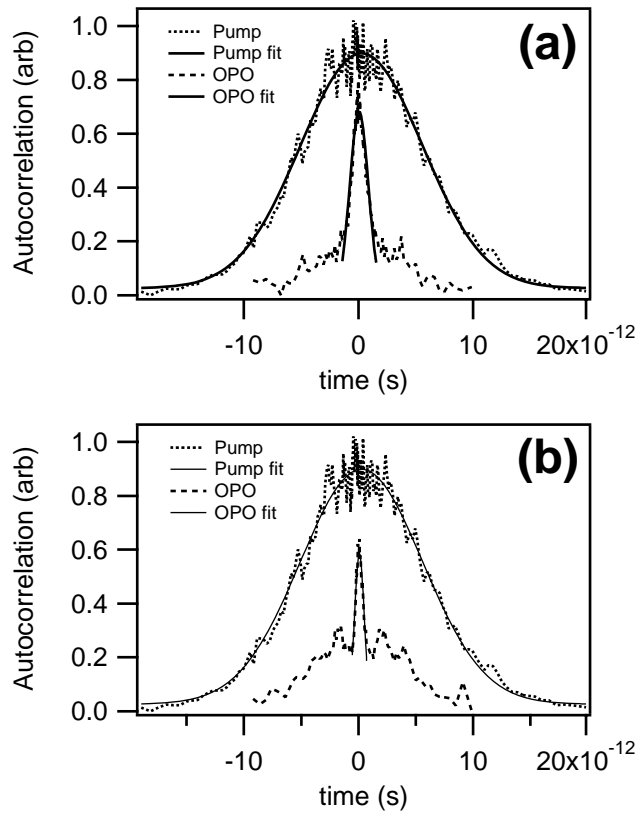 (a)
Pump
Pump fit
OPO
OPO fit
Autocorrelation (arb)
1.0
0.8
0.6
0.4
0.2
0.0
-10 0 10 20x10-12
time (s)
(b)
Pump
Pump fit
OPO
OPO fit
Autocorrelation (arb)
1.0
0.8
0.6
0.4
0.2
0.0
-10 0 10 20x10-12
time (s)